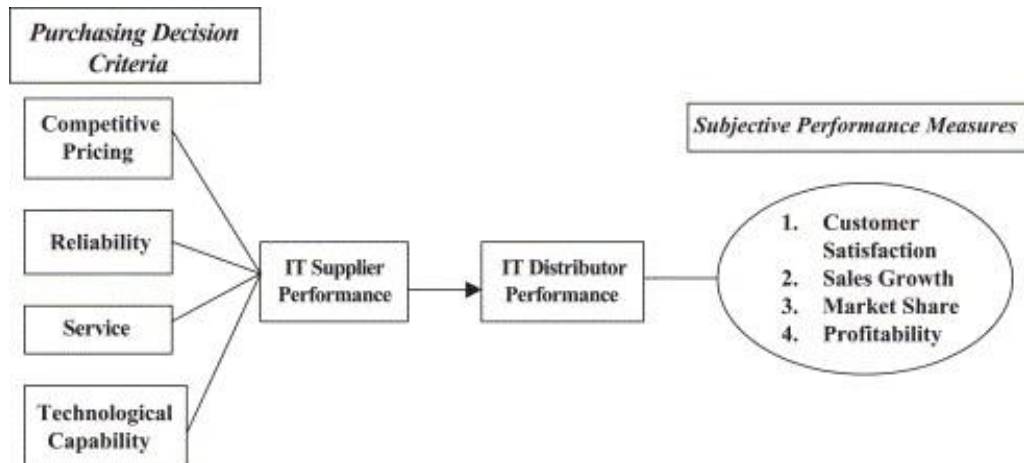 Purchasing Decision
Criteria
Competitive
Pricing
Reliability
Service
Technological
Capability
IT Supplier
Performance
IT Distributor
Performance
Subjective Performance Measures
1. Customer
Satisfaction
2. Sales Growth
3. Market Share
4. Profitability